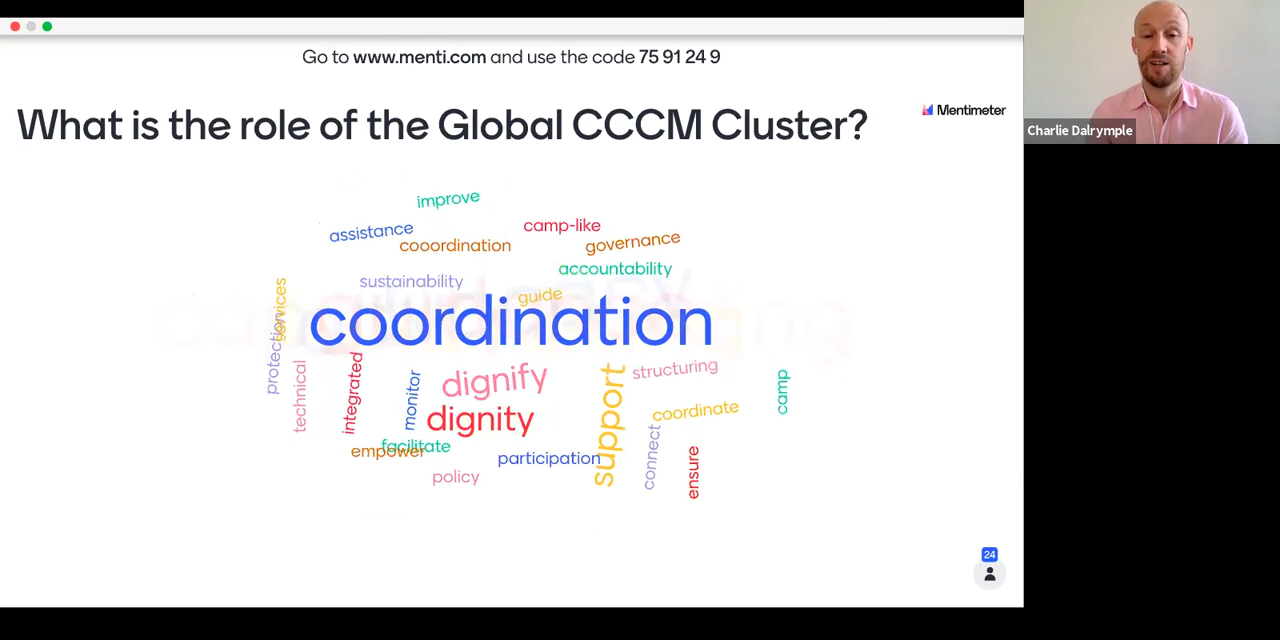 Go to www.menti.com and use the code 75 91 24 9
What is the role of the Global CCCM Cluster?
Mentimeter
Charlie Dalrymple
improve
assistance
camp-like
cooordination
governance
accountability
sustainability
guide
services
coordination
protection
technical
integrated
monitor
dignify
dignity
support
structuring
camp
coordinate
facilitate
empower
participation
connect
ensure
policy
24